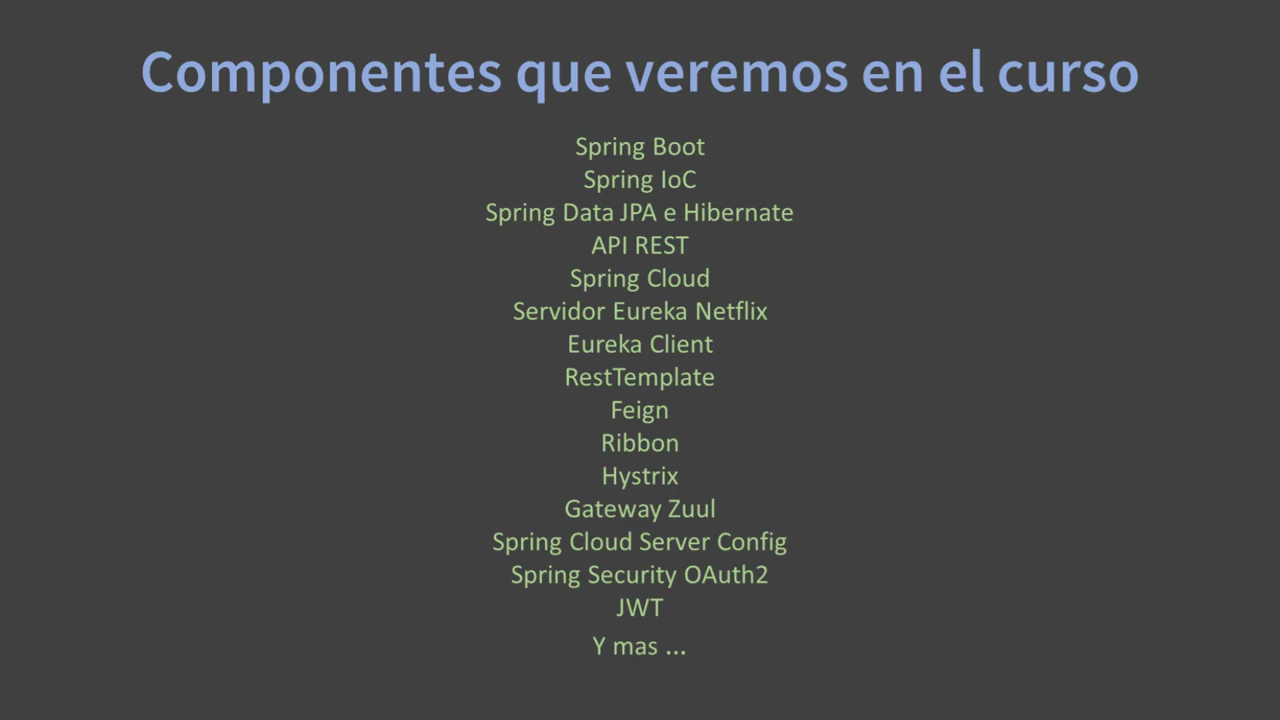 Componentes que veremos en el curso
Spring Boot
Spring IoC
Spring Data JPA e Hibernate
API REST
Spring Cloud
Servidor Eureka Netflix
Eureka Client
RestTemplate
Feign
Ribbon
Hystrix
Gateway Zuul
Spring Cloud Server Config
Spring Security OAuth2
JWT
Y mas ...